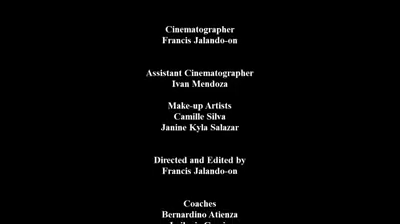 Cinematographer
Francis Jalando-on
Assistant Cinematographer
Ivan Mendoza
Make-up Artists
Camille Silva
Janine Kyla Salazar
Directed and Edited by
Francis Jalando-on
Coaches
Bernardino Atienza